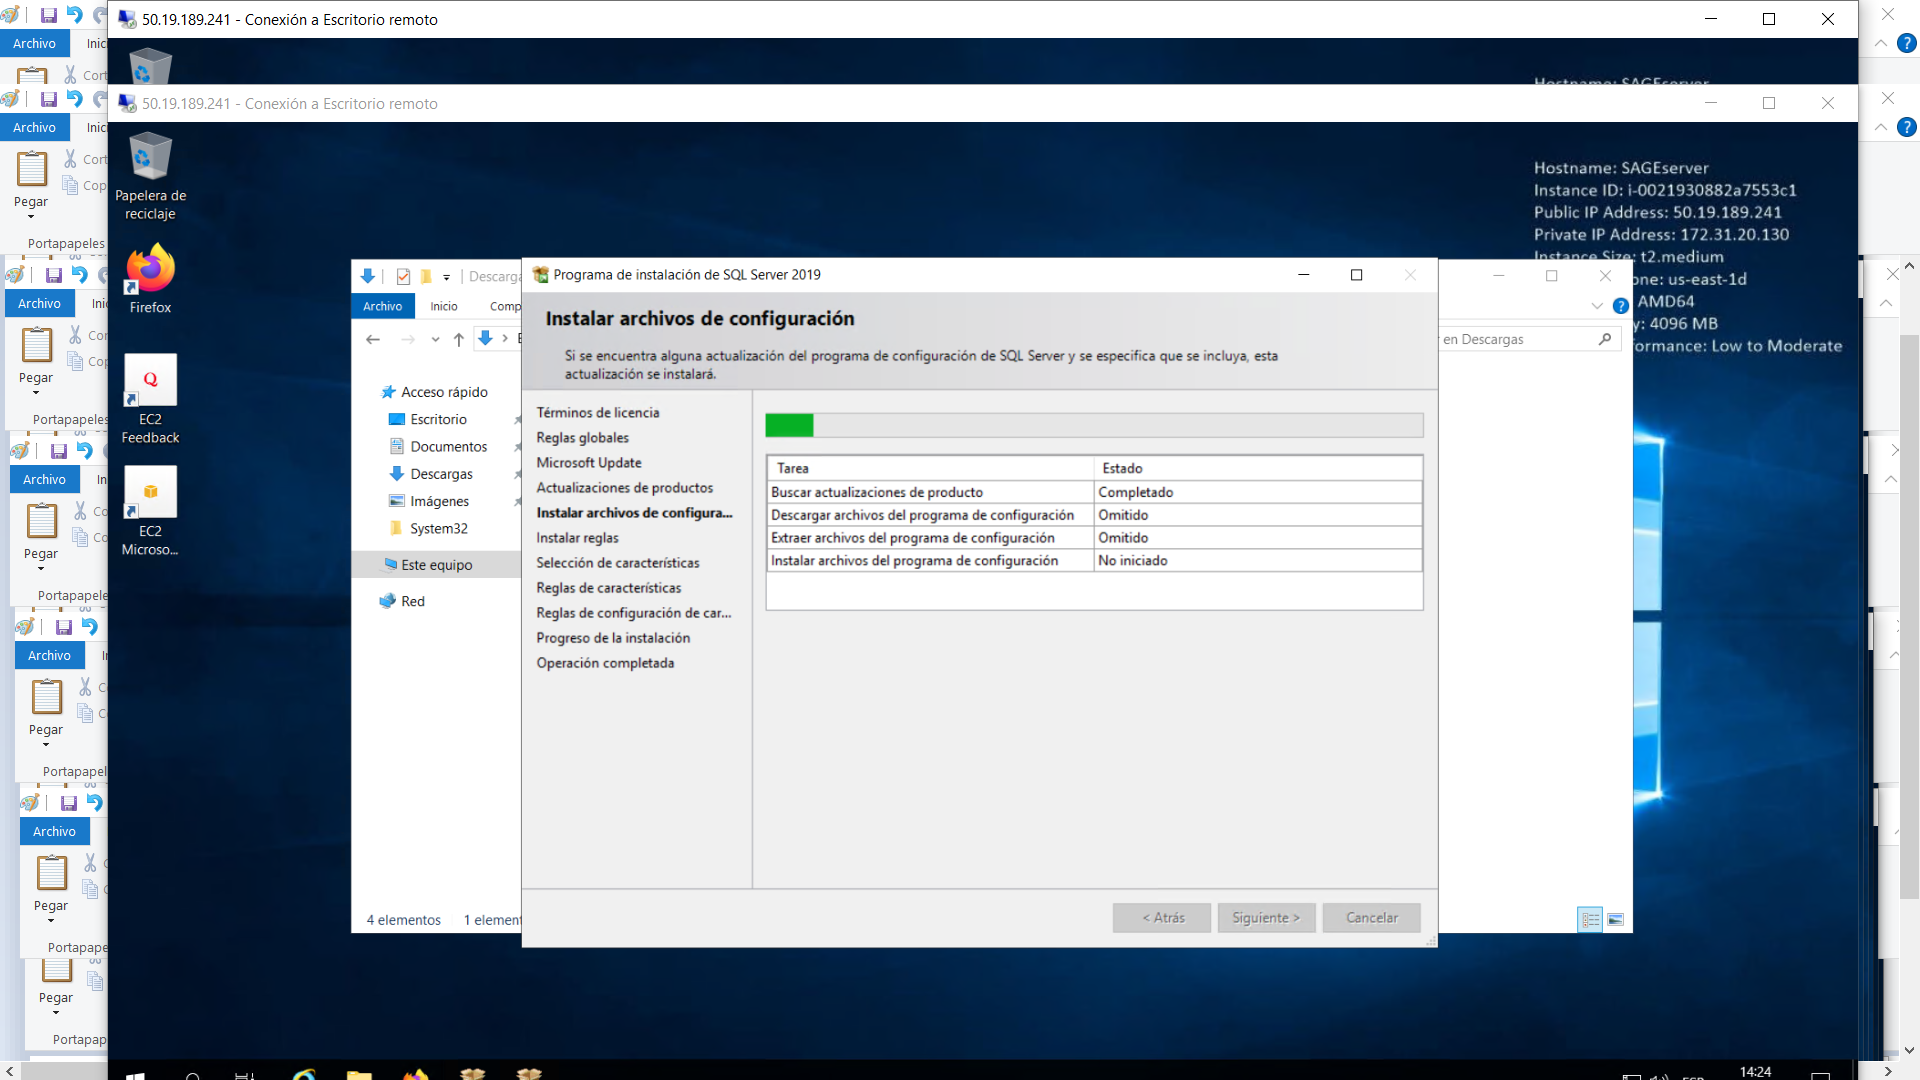 50.19.189.241 - Conexión a Escritorio remoto
Archivo
Inic
Cort
50.19.189.241 - Conexión a Escritorio remoto
Archivo
Inic
Cort
Cop
Pegar
Portapapeles
Papelera de
reciclaje
Firefox
EC2
Feedback
EC2
Microso...
Hostname: SAGEserver
Hostname: SAGEserver
Instance ID: i-0021930882a7553c1
Public IP Address: 50.19.189.241
Private IP Address: 172.31.20.130
Instance Size: t2.medium
one: us-east-1d
AMD64
y: 4096 MB
formance: Low to Moderate
Descarga
Archivo
Inicio
Comp
en Descargas
Acceso rápido
Escritorio
Documentos
Descargas
Imágenes
System32
Este equipo
Red
4 elementos
1 element
Programa de instalación de SQL Server 2019
Instalar archivos de configuración
Si se encuentra alguna actualización del programa de configuración de SQL Server y se especifica que se incluya, esta
actualización se instalará.
Términos de licencia
Reglas globales
Microsoft Update
Actualizaciones de productos
Instalar archivos de configura...
Instalar reglas
Selección de características
Reglas de características
Reglas de configuración de car...
Progreso de la instalación
Operación completada
Tarea Estado
Buscar actualizaciones de producto Completado
Descargar archivos del programa de configuración Omitido
Extraer archivos del programa de configuración Omitido
Instalar archivos del programa de configuración No iniciado
< Atrás
Siguiente >
Cancelar
Archivo
Inic
Co
Cop
Pegar
Portapapeles
Archivo
In
Co
Co
Pegar
Portapapele
Archivo
I
C
C
Pegar
Portapapel
Archivo
Pegar
Portapape
Pegar
Portapap
14:24